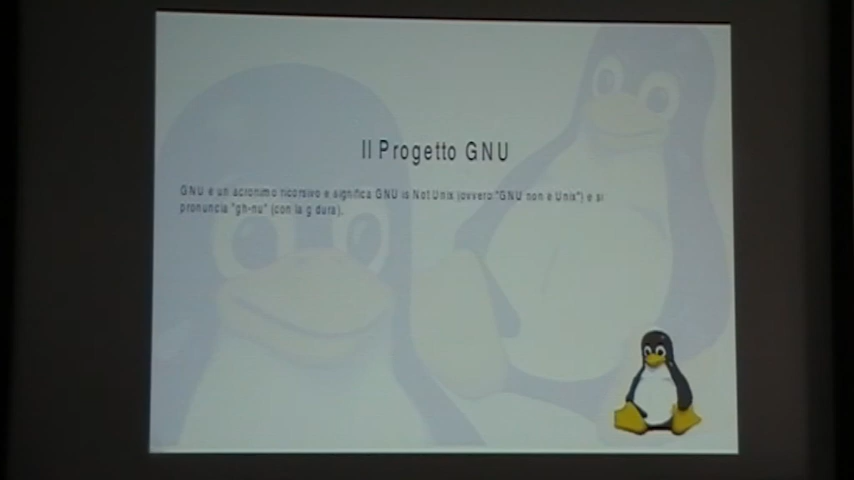 Il Progetto GNU
GNU è un acronimo ricorsivo e significa GNU is Not Unix (ovvero "GNU non è Unix") e si
pronuncia "gh-nu" (con la g dura).